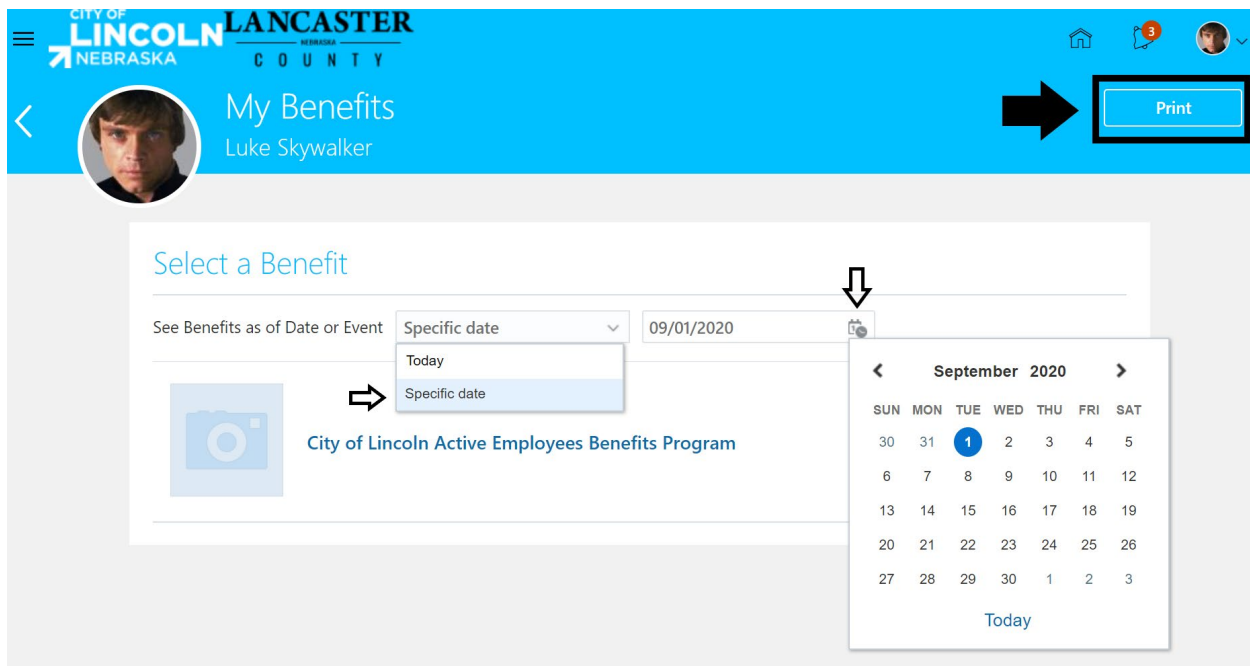 CITY OF
LINCOLN
NEBRASKA
LANCASTER
NEBRASKA
COUNTY
3
My Benefits
Luke Skywalker
Print
Select a Benefit
See Benefits as of Date or Event Specific date 09/01/2020
Today
Specific date
City of Lincoln Active Employees Benefits Program
September 2020
SUN MON TUE WED THU FRI SAT
30 31 1 2 3 4 5
6 7 8 9 10 11 12
13 14 15 16 17 18 19
20 21 22 23 24 25 26
27 28 29 30 1 2 3
Today